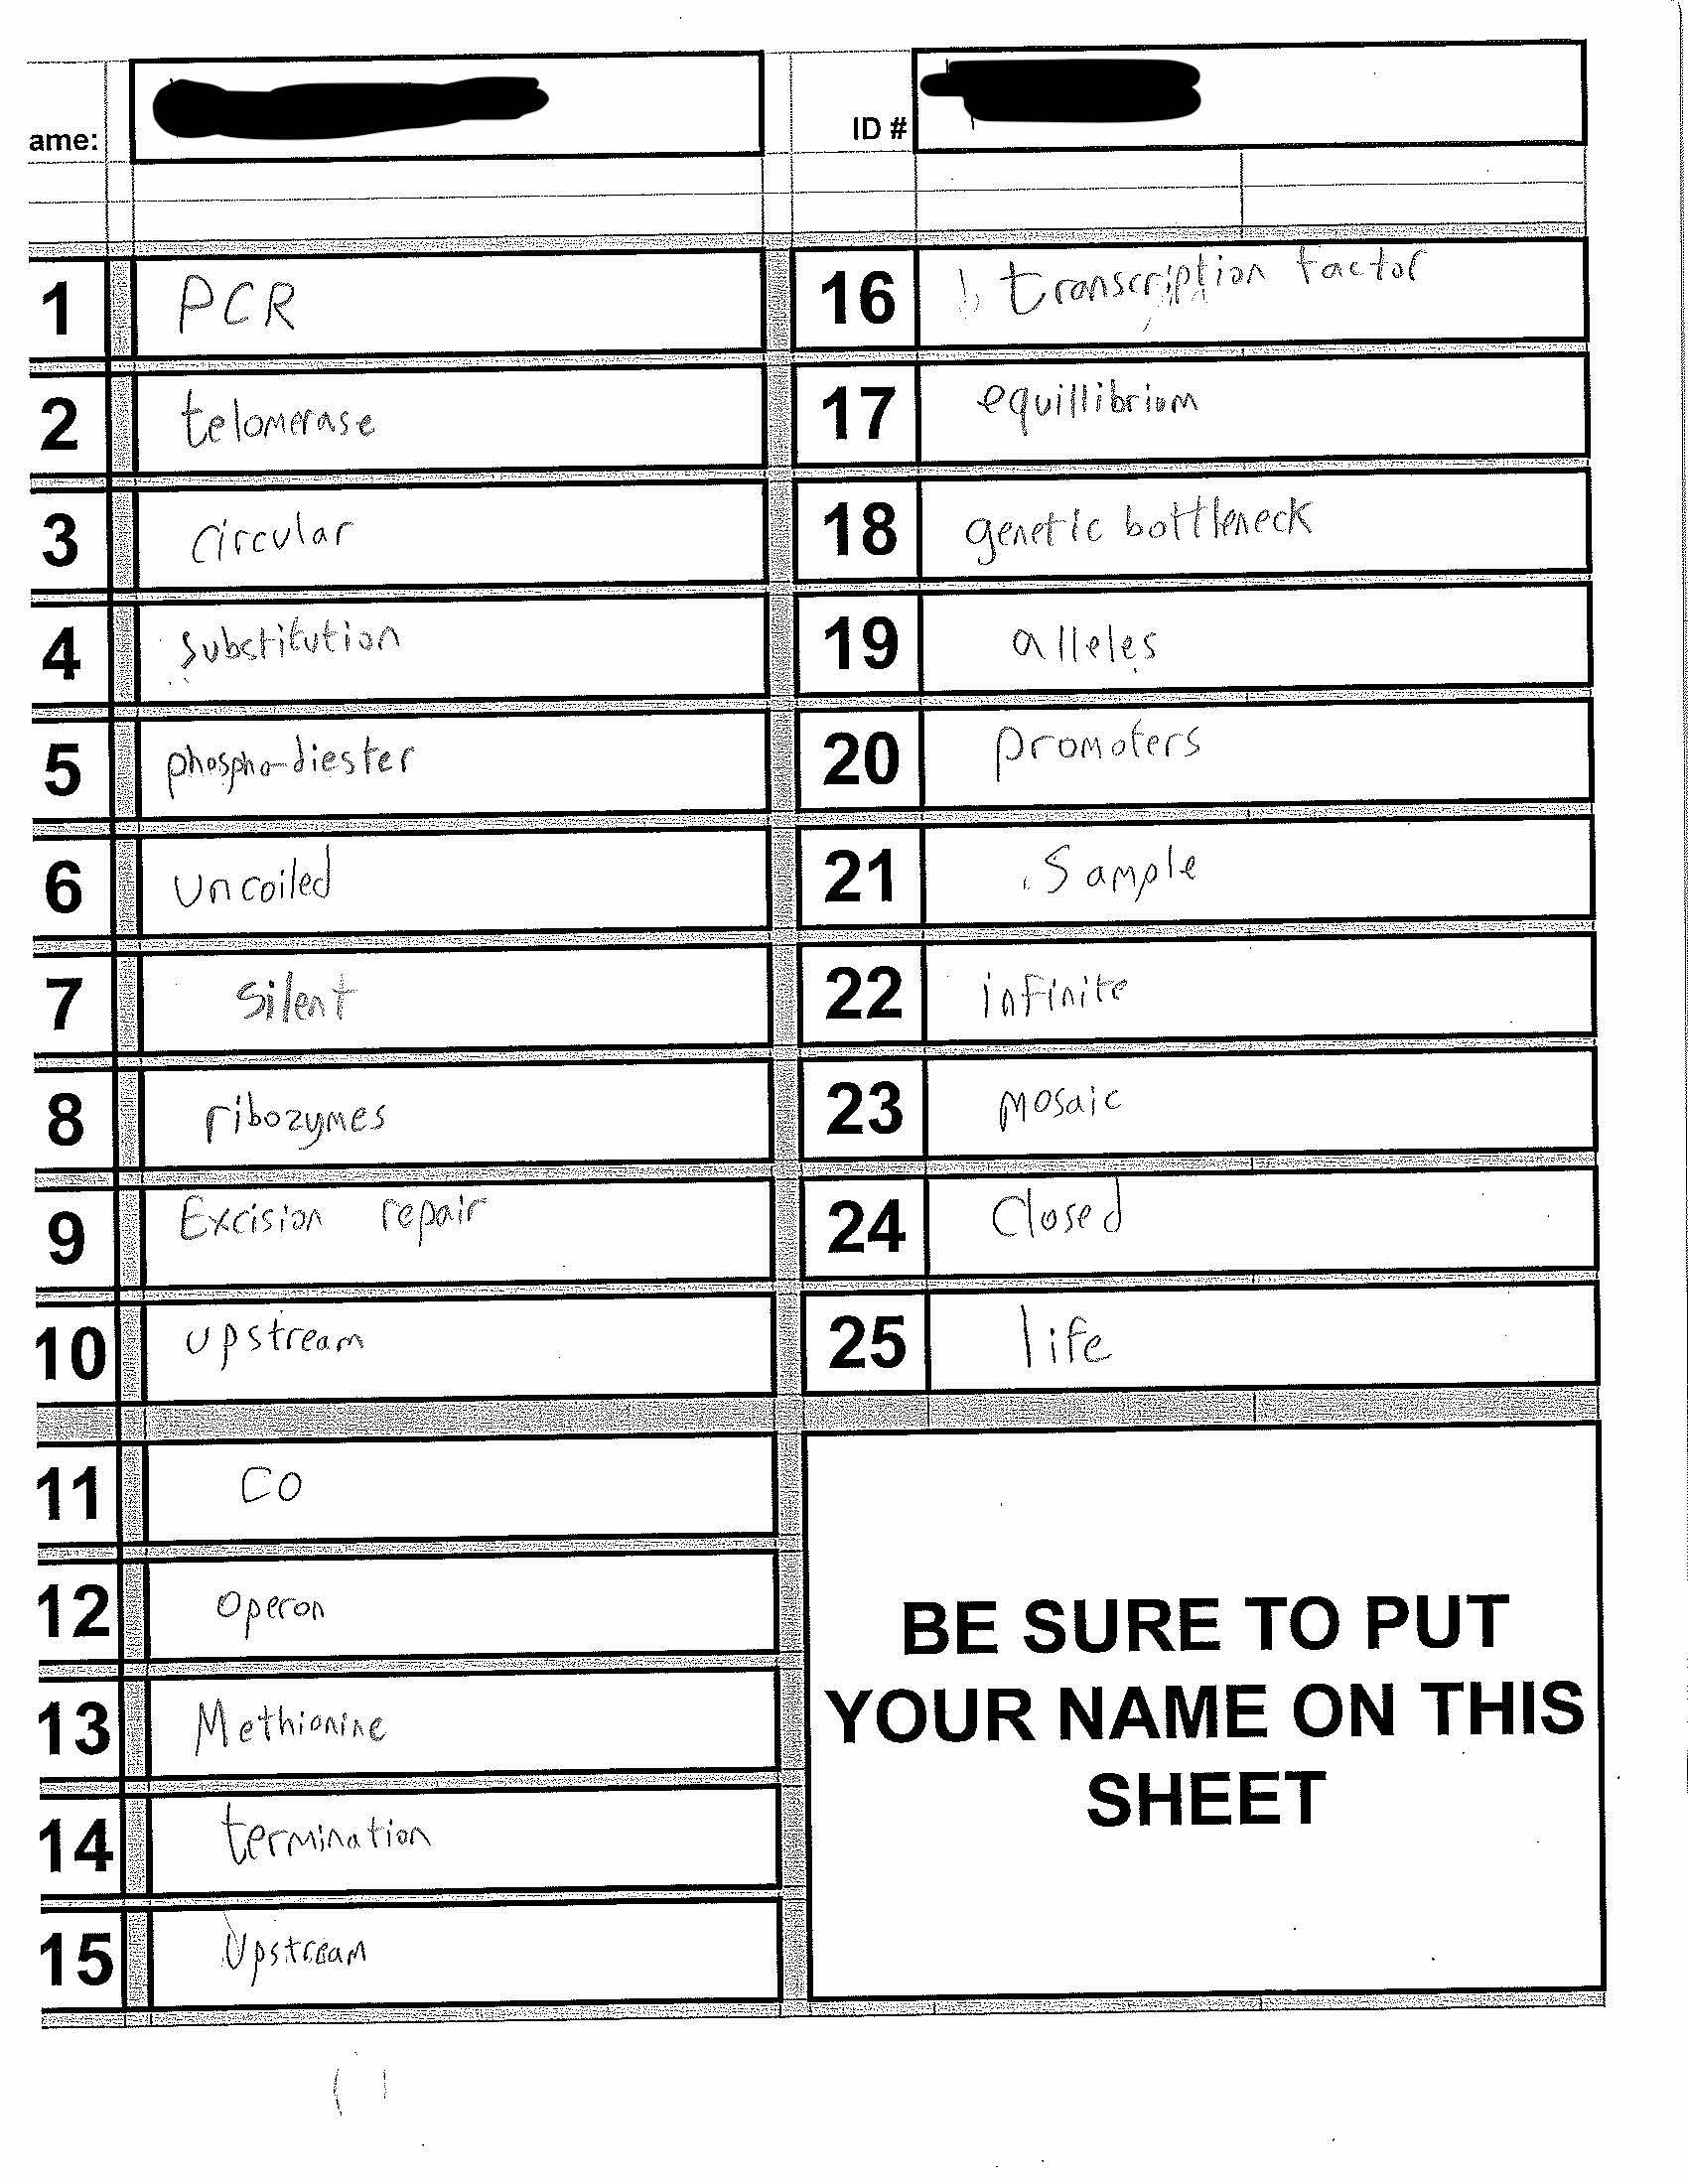 ame:
ID #
1 PCR
2 telomerase
3 circular
4 substitution
5 phospho-diester
6 uncoiled
7 silent
8 ribozymes
9 Excision repair
10 upstream
11 CO
12 operon
13 Methionine
14 termination
15 Upstream
16 transcription factor
17 equillibrium
18 genetic bottleneck
19 alleles
20 promoters
21 Sample
22 infinite
23 mosaic
24 Closed
25 life
BE SURE TO PUT
YOUR NAME ON THIS
SHEET